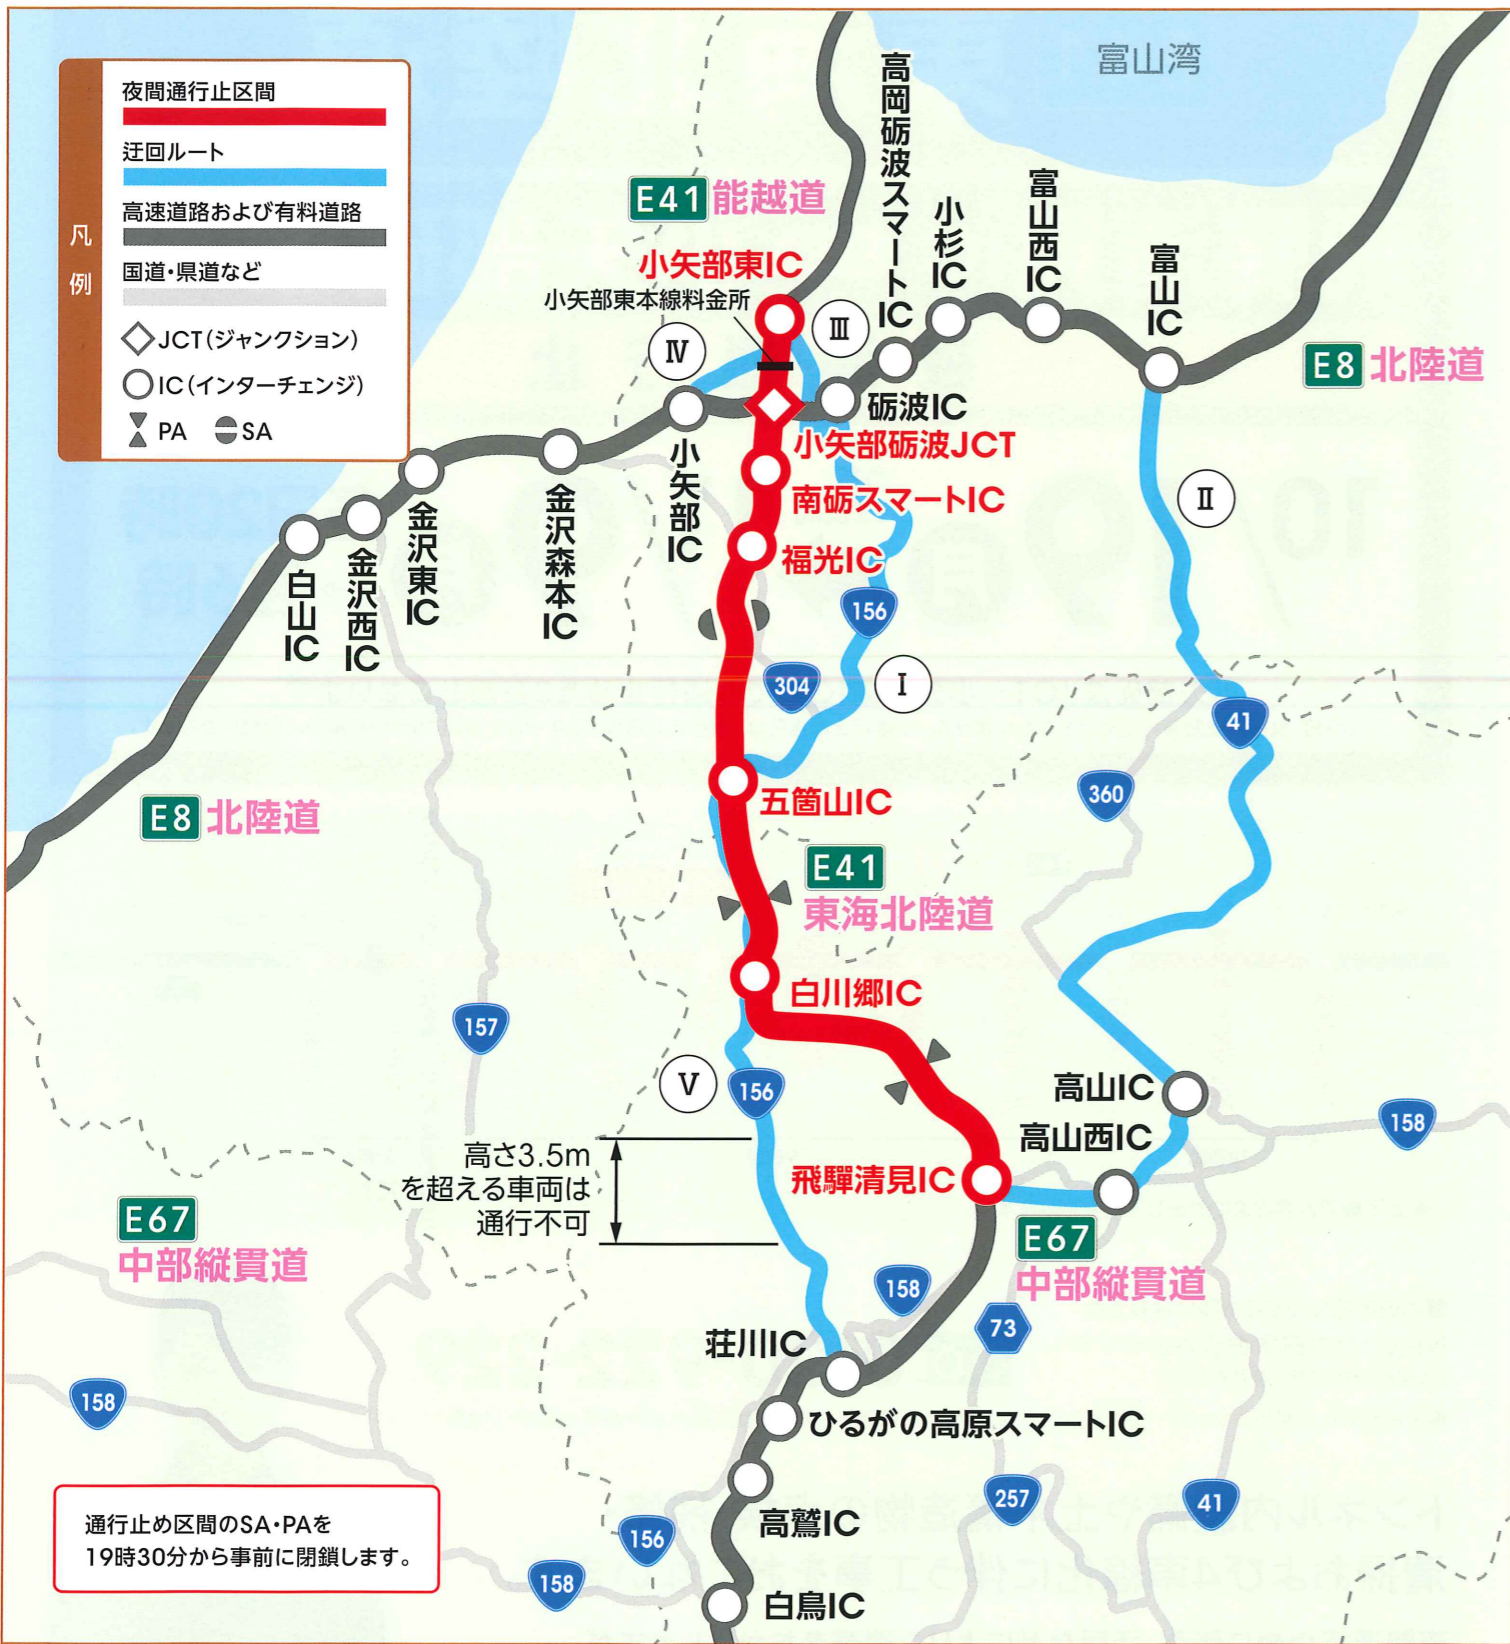 凡例
夜間通行止区間
迂回ルート
高速道路および有料道路
国道・県道など
JCT(ジャンクション)
IC(インターチェンジ)
PA
SA
富山湾
E41 能越道
小矢部東IC
小矢部東本線料金所
高岡砺波スマートIC
小杉IC
富山西IC
富山IC
E8 北陸道
Ⅲ
Ⅳ
砺波IC
小矢部砺波JCT
小矢部IC
南砺スマートIC
福光IC
金沢森本IC
金沢東IC
金沢西IC
白山IC
Ⅱ
156
304
Ⅰ
41
360
五箇山IC
E8 北陸道
E41
東海北陸道
白川郷IC
157
Ⅴ
156
高山IC
高山西IC
158
高さ3.5m
を超える車両は
通行不可
飛驒清見IC
E67
中部縦貫道
E67
中部縦貫道
158
73
荘川IC
158
ひるがの高原スマートIC
高鷲IC
257
41
156
158
白鳥IC
通行止め区間のSA・PAを
19時30分から事前に閉鎖します。